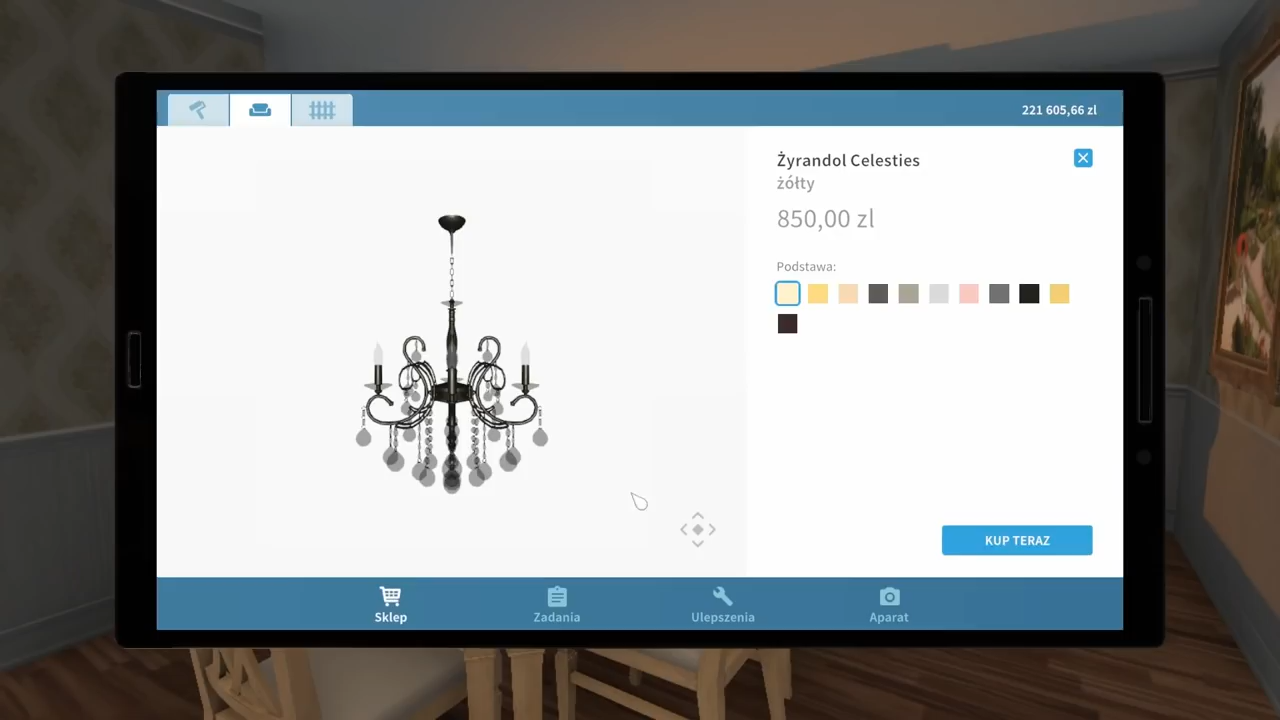 221 605,66 zl
Żyrandol Celesties
żółty
850,00 zl
Podstawa:
KUP TERAZ
Sklep
Zadania
Ulepszenia
Aparat